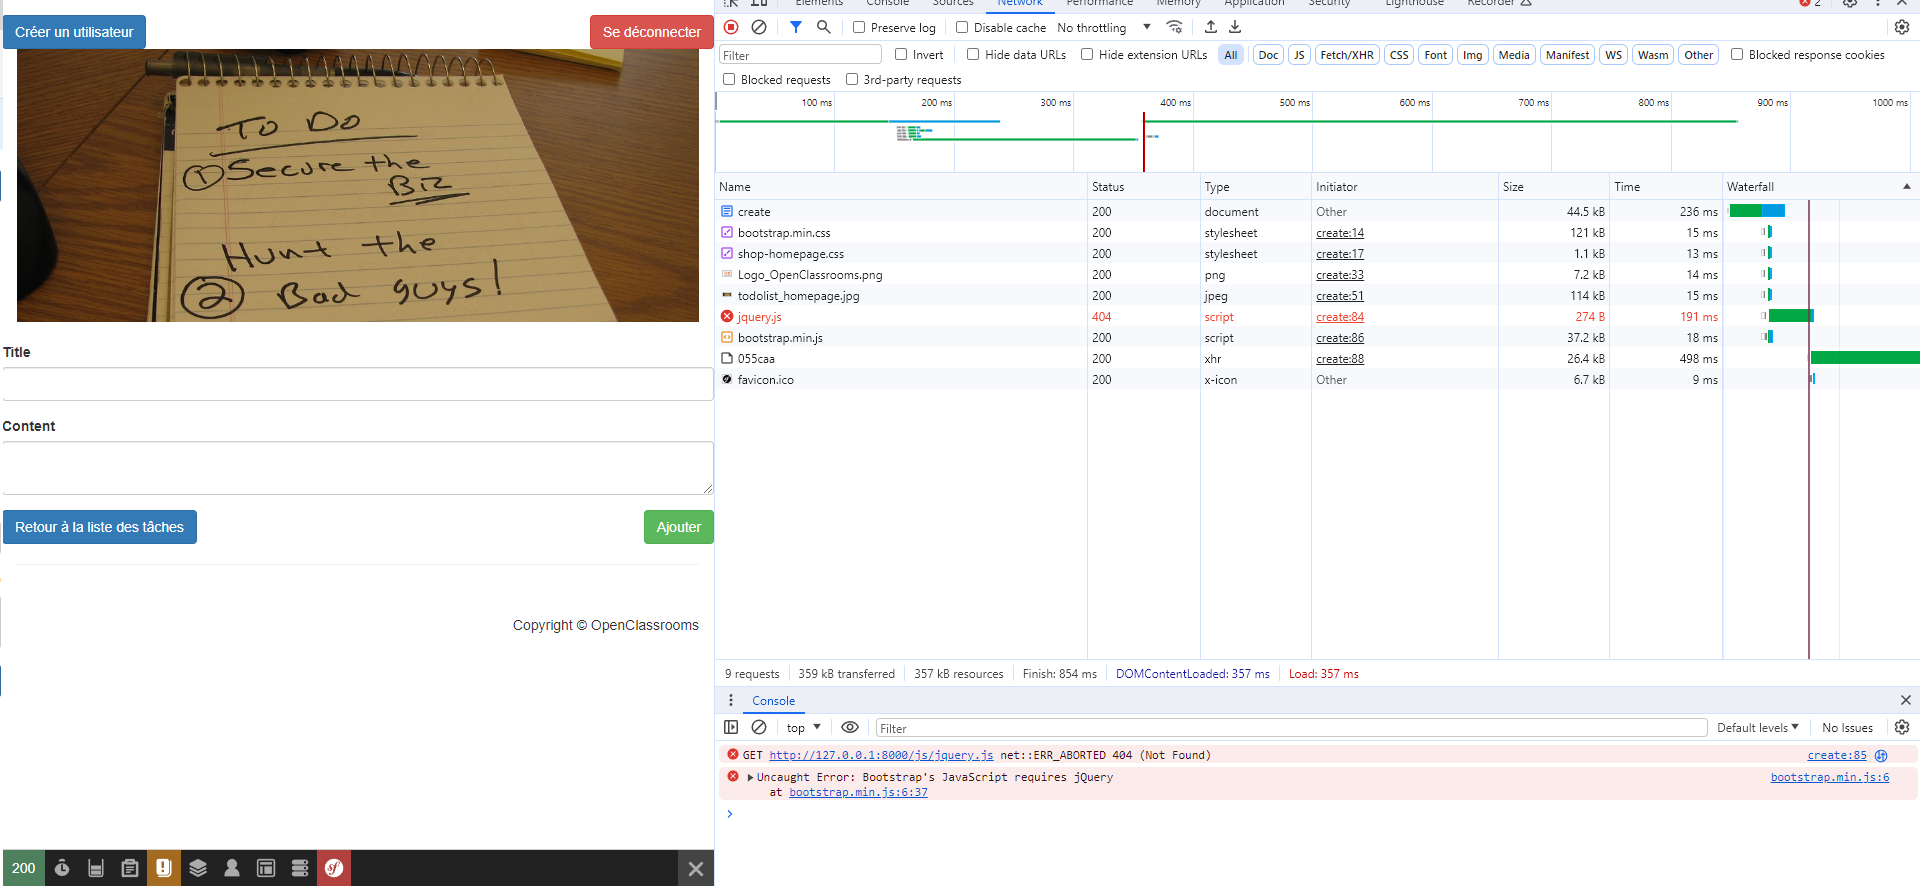 Elements Console Sources Network Performance Memory Application Security Lighthouse Recorder 2
Créer un utilisateur
Se déconnecter
Preserve log Disable cache No throttling
Filter Invert Hide data URLs Hide extension URLs All Doc JS Fetch/XHR CSS Font Img Media Manifest WS Wasm Other Blocked response cookies
Blocked requests 3rd-party requests
100 ms 200 ms 300 ms 400 ms 500 ms 600 ms 700 ms 800 ms 900 ms 1000 ms
To Do
1 Secure the
Biz
Hunt the
2 Bad guys!
Name Status Type Initiator Size Time Waterfall
create 200 document Other 44.5 kB 236 ms
bootstrap.min.css 200 stylesheet create:14 121 kB 15 ms
shop-homepage.css 200 stylesheet create:17 1.1 kB 13 ms
Logo_OpenClassrooms.png 200 png create:33 7.2 kB 14 ms
todolist_homepage.jpg 200 jpeg create:51 114 kB 15 ms
jquery.js 404 script create:84 274 B 191 ms
bootstrap.min.js 200 script create:86 37.2 kB 18 ms
055caa 200 xhr create:88 26.4 kB 498 ms
favicon.ico 200 x-icon Other 6.7 kB 9 ms
Title
Content
Retour à la liste des tâches
Ajouter
Copyright © OpenClassrooms
9 requests 359 kB transferred 357 kB resources Finish: 854 ms DOMContentLoaded: 357 ms Load: 357 ms
Console
top Filter Default levels No Issues
GET http://127.0.0.1:8000/js/jquery.js net::ERR_ABORTED 404 (Not Found) create:85
Uncaught Error: Bootstrap's JavaScript requires jQuery bootstrap.min.js:6
at bootstrap.min.js:6:37
200
sf